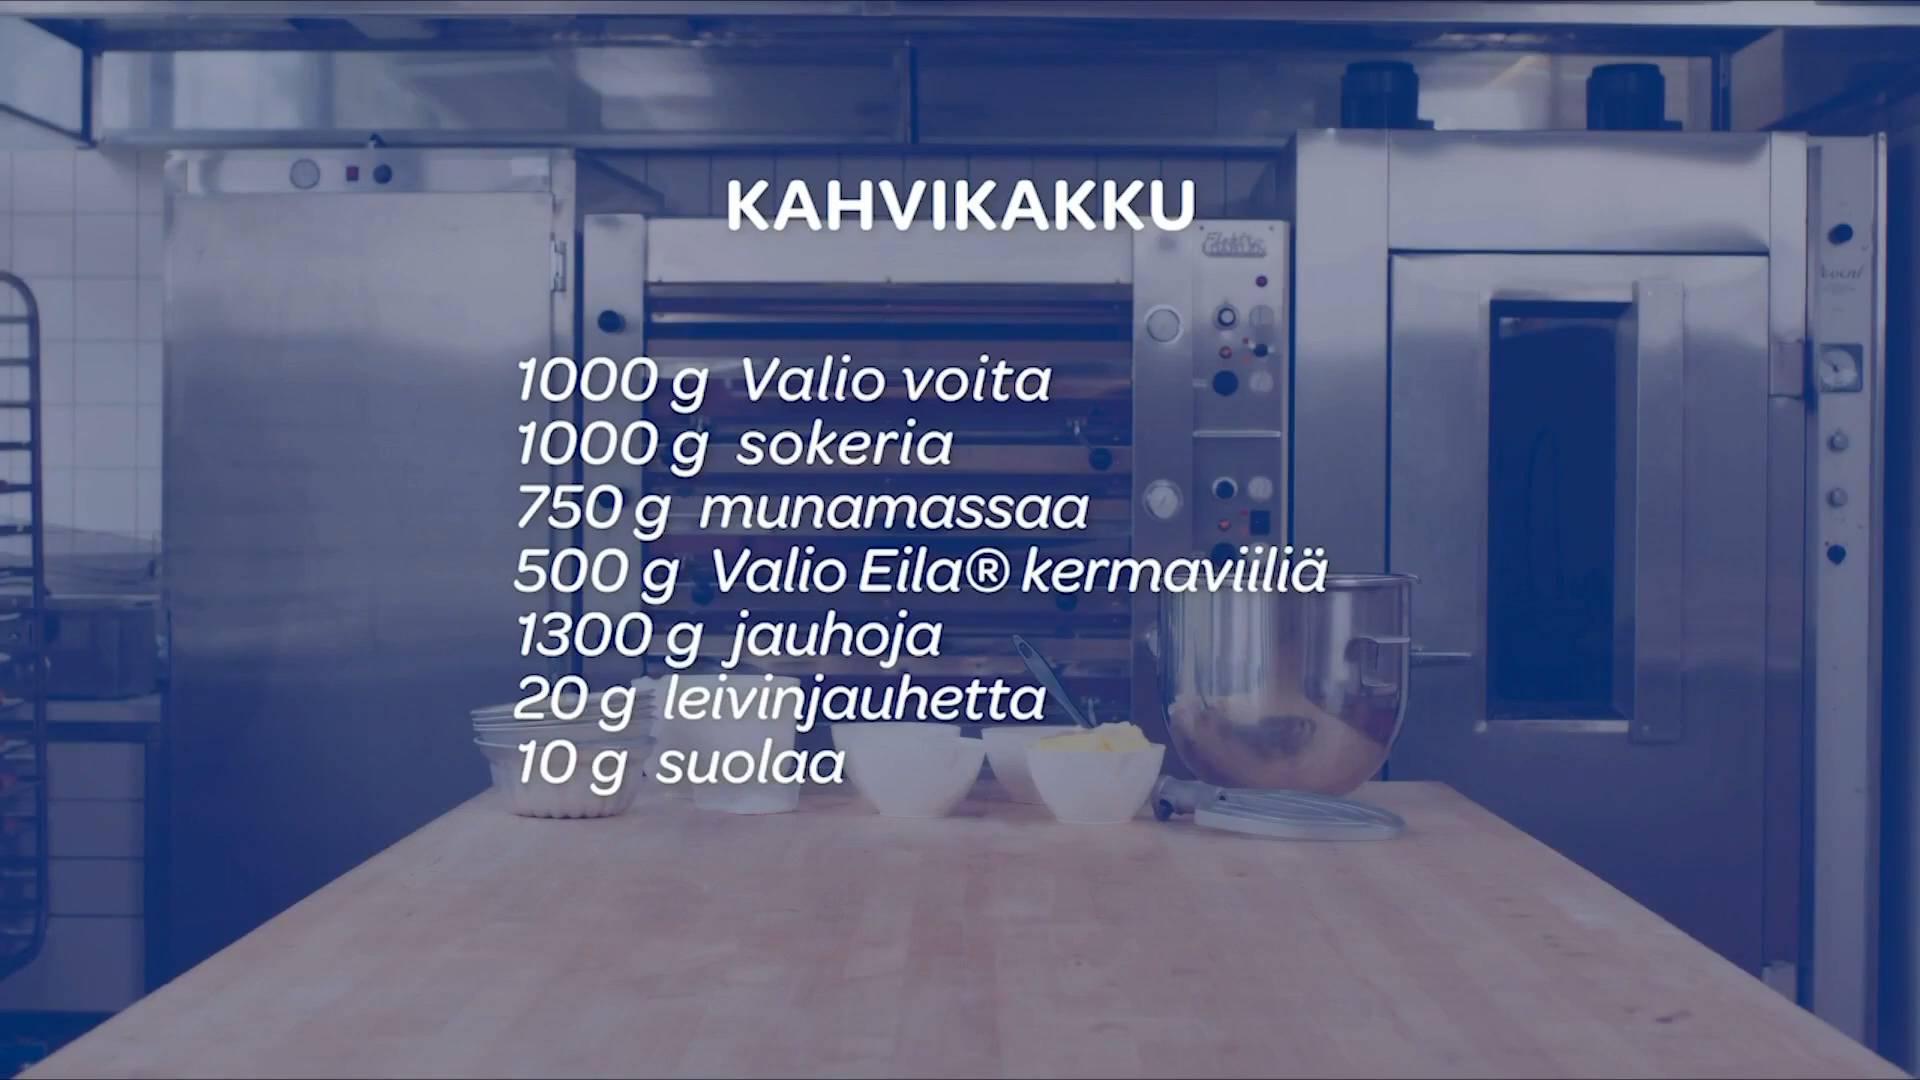 KAHVIKAKKU
1000 g Valio voita
1000 g sokeria
750 g munamassaa
500 g Valio Eila® kermaviiliä
1300 g jauhoja
20 g leivinjauhetta
10 g suolaa